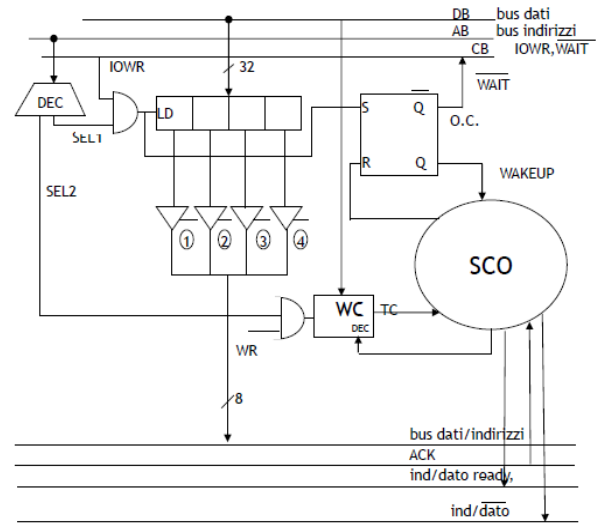 DB bus dati
AB bus indirizzi
CB IOWR, WAIT
IOWR
32
WAIT
DEC
LD
S Q
O.C.
SEL1
R Q
WAKEUP
SEL2
1 2 3 4
SCO
WC TC
DEC
WR
8
bus dati/indirizzi
ACK
ind/dato ready,
ind/dato